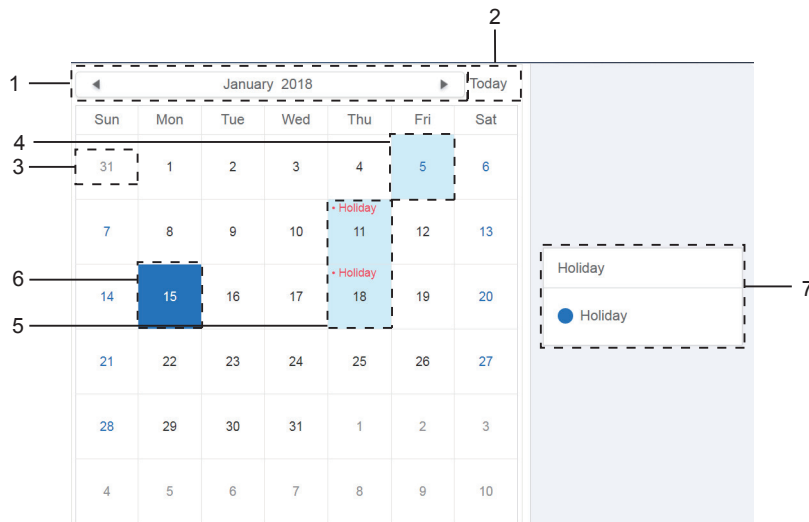 2
1
January 2018
Today
Sun Mon Tue Wed Thu Fri Sat
4
3
31 1 2 3 4 5 6
• Holiday
7 8 9 10 11 12 13
Holiday
6
• Holiday
7
14 15 16 17 18 19 20
Holiday
5
21 22 23 24 25 26 27
28 29 30 31 1 2 3
4 5 6 7 8 9 10